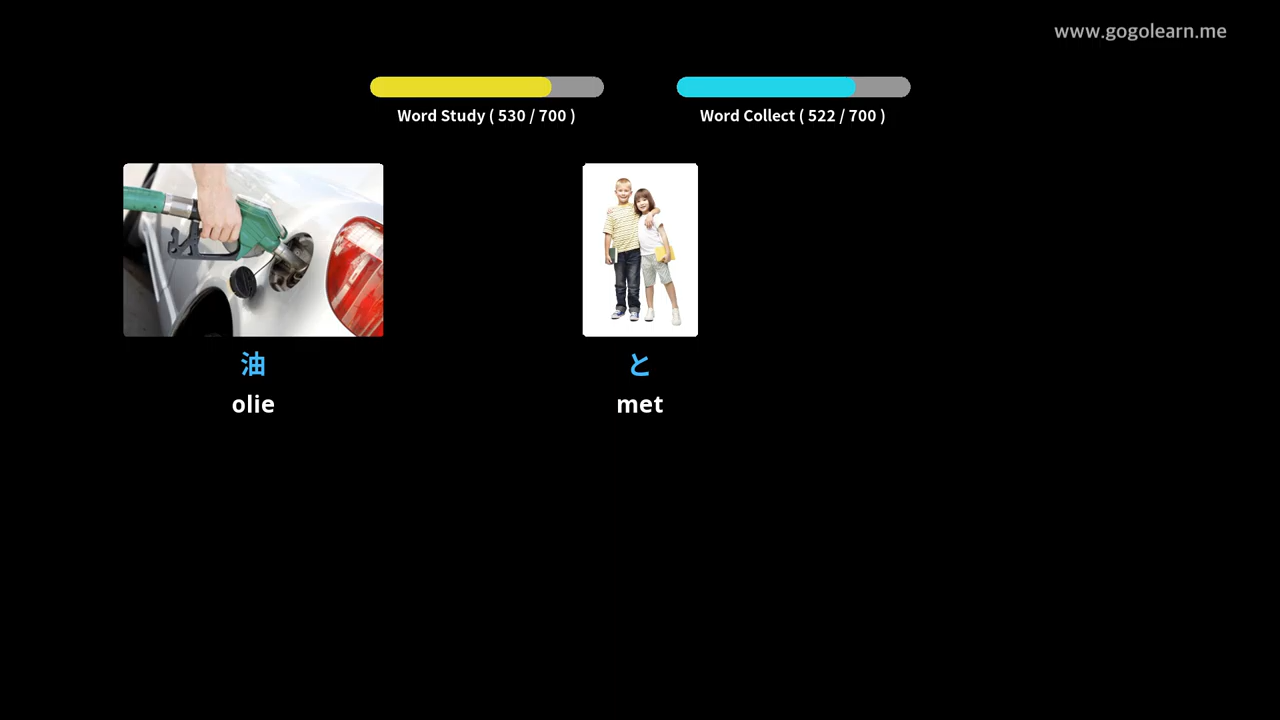 www.gogolearn.me
Word Study ( 530 / 700 )
Word Collect ( 522 / 700 )
油
olie
と
met